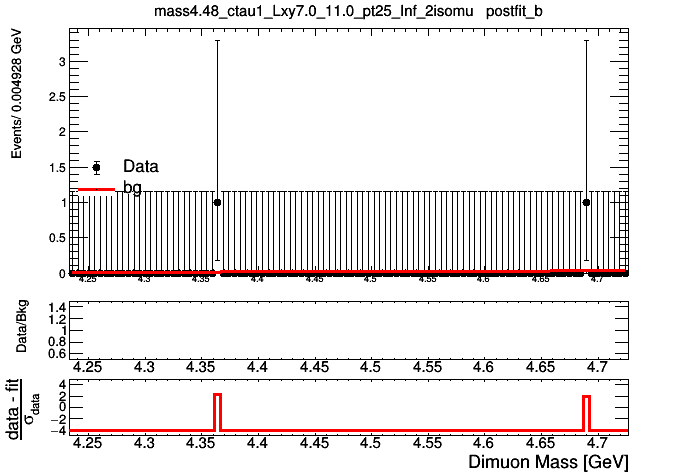 mass4.48_ctau1_Lxy7.0_11.0_pt25_Inf_2isomu postfit_b
Events/ 0.004928 GeV
3
2.5
2
1.5
1
0.5
0
Data
bg
4.25 4.3 4.35 4.4 4.45 4.5 4.55 4.6 4.65 4.7
Data/Bkg
1.4
1.2
1
0.8
0.6
4.25 4.3 4.35 4.4 4.45 4.5 4.55 4.6 4.65 4.7
data - fit
σdata
4
2
0
−2
−4
4.25 4.3 4.35 4.4 4.45 4.5 4.55 4.6 4.65 4.7
Dimuon Mass [GeV]